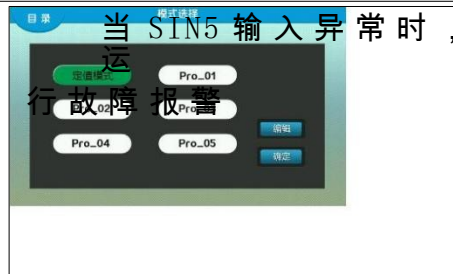 目录
模式选择
当 SIN5 输入异常时，运
行故障报警
定值模式
Pro_01
Pro_02
Pro_04
Pro_05
编辑
确定